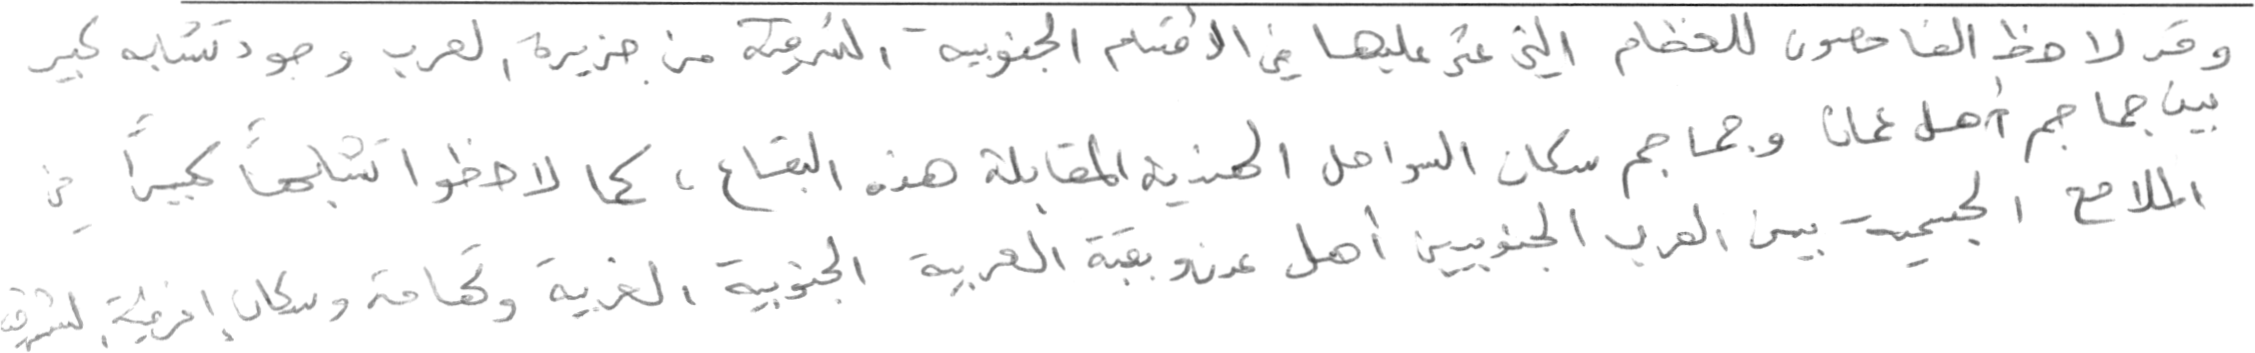 وقد لاحظ الفاحصون للعظام التي عثر عليها في الأقسام الجنوبية الشرقية من جزيرة العرب وجود تشابه كبير
بين جماجم أهل عمان وجماجم سكان السواحل الهندية المقابلة هذه البقاع، كما لاحظوا تشابهاً كبيراً في
الملامح الجسمية بين العرب الجنوبيين أهل عدن وبقية العربية الجنوبية الغربية وتهامة وسكان إفريقية الشرقية